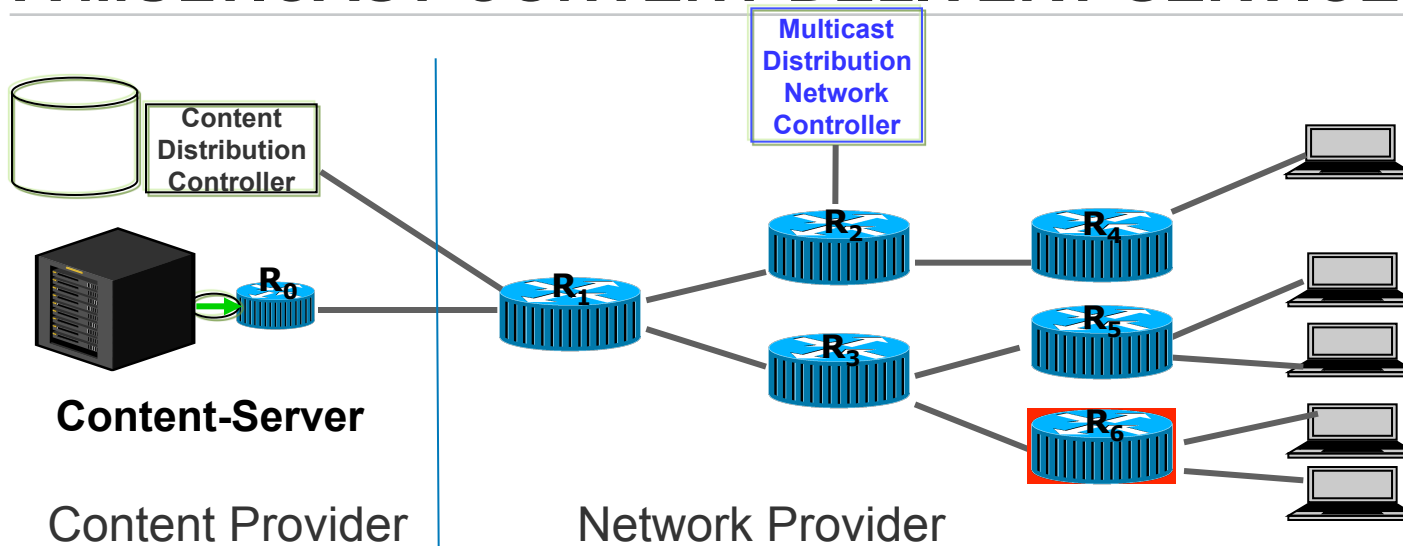 Multicast
Distribution
Network
Controller
Content
Distribution
Controller
R0
R1
R2
R3
R4
R5
R6
Content-Server
Content Provider
Network Provider